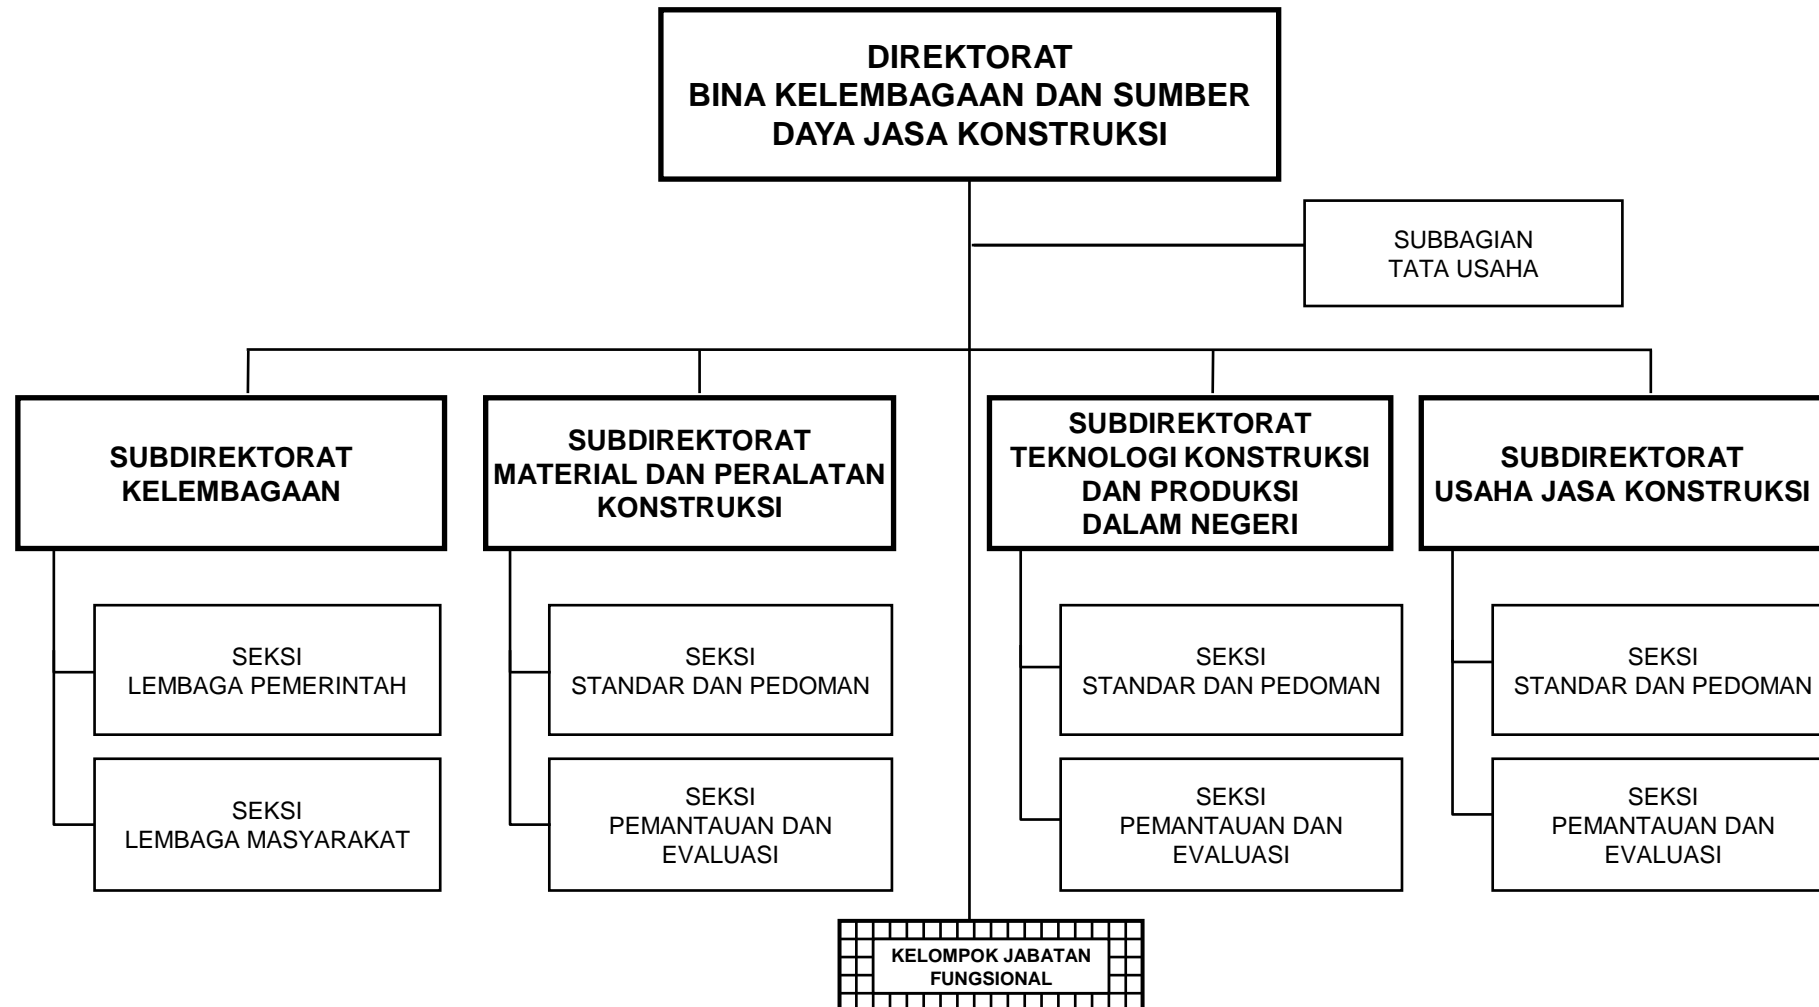 DIREKTORAT
BINA KELEMBAGAAN DAN SUMBER
DAYA JASA KONSTRUKSI
SUBBAGIAN
TATA USAHA
SUBDIREKTORAT
KELEMBAGAAN
SUBDIREKTORAT
MATERIAL DAN PERALATAN
KONSTRUKSI
SUBDIREKTORAT
TEKNOLOGI KONSTRUKSI
DAN PRODUKSI
DALAM NEGERI
SUBDIREKTORAT
USAHA JASA KONSTRUKSI
SEKSI
LEMBAGA PEMERINTAH
SEKSI
STANDAR DAN PEDOMAN
SEKSI
STANDAR DAN PEDOMAN
SEKSI
STANDAR DAN PEDOMAN
SEKSI
LEMBAGA MASYARAKAT
SEKSI
PEMANTAUAN DAN
EVALUASI
SEKSI
PEMANTAUAN DAN
EVALUASI
SEKSI
PEMANTAUAN DAN
EVALUASI
KELOMPOK JABATAN
FUNGSIONAL